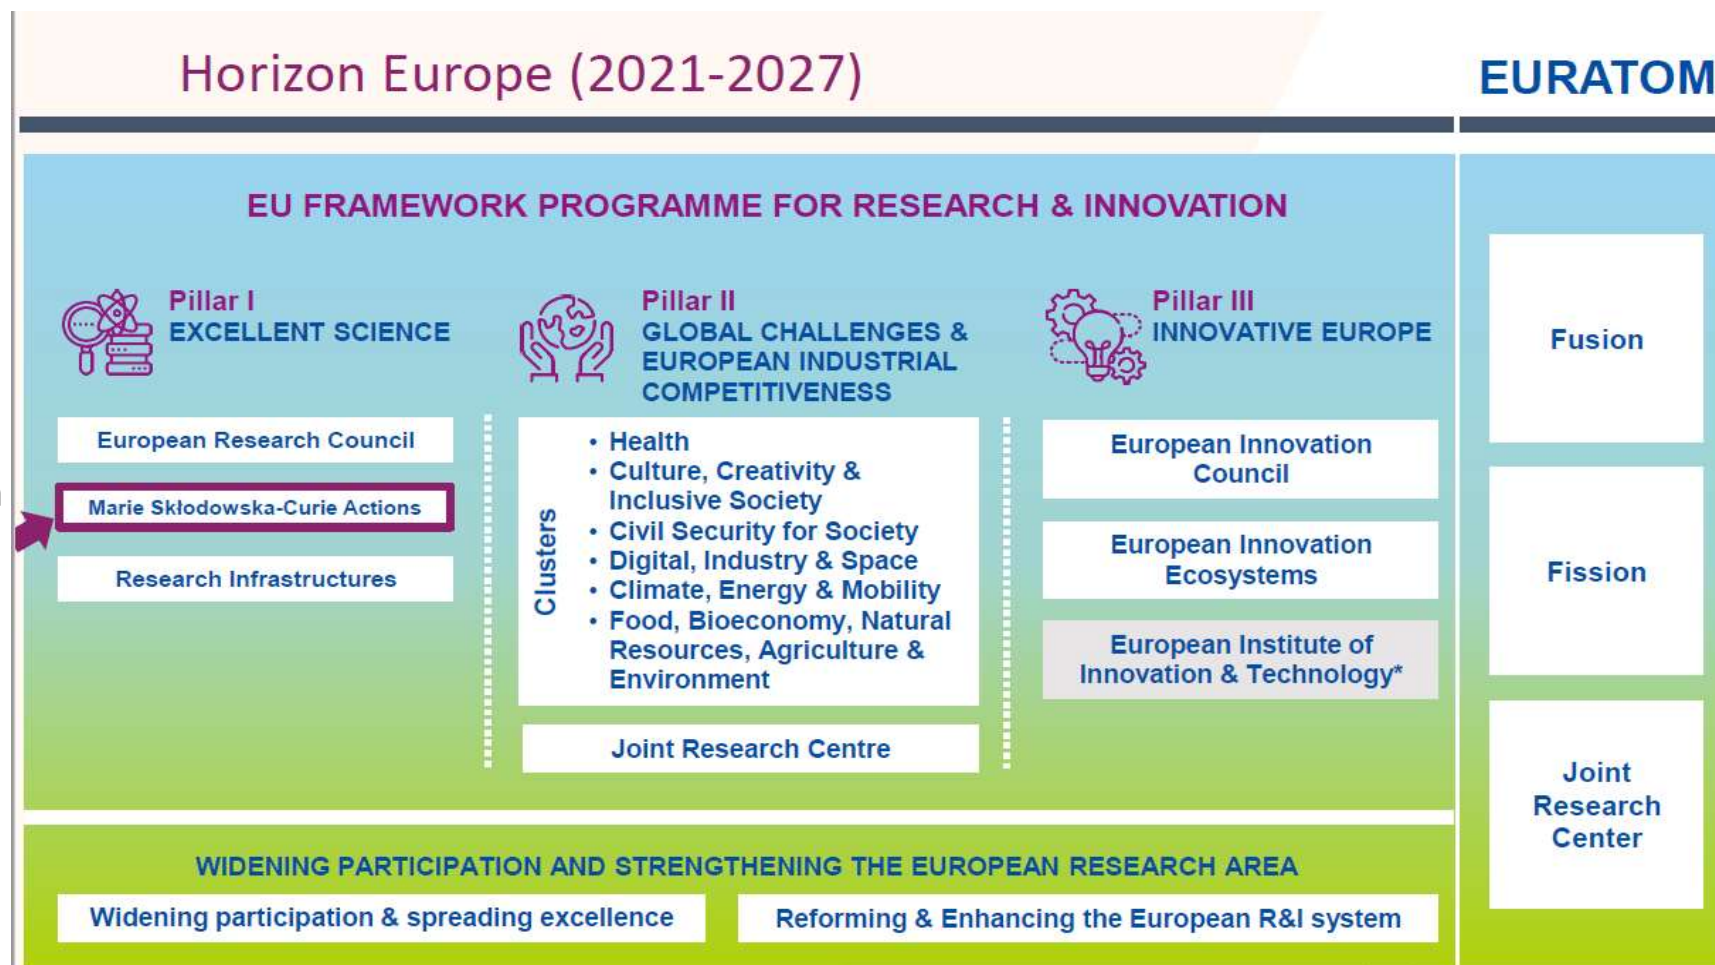 Horizon Europe (2021-2027)
EURATOM
EU FRAMEWORK PROGRAMME FOR RESEARCH & INNOVATION
Pillar I
EXCELLENT SCIENCE
European Research Council
Marie Skłodowska-Curie Actions
Research Infrastructures
Pillar II
GLOBAL CHALLENGES &
EUROPEAN INDUSTRIAL
COMPETITIVENESS
Clusters
• Health
• Culture, Creativity &
Inclusive Society
• Civil Security for Society
• Digital, Industry & Space
• Climate, Energy & Mobility
• Food, Bioeconomy, Natural
Resources, Agriculture &
Environment
Joint Research Centre
Pillar III
INNOVATIVE EUROPE
European Innovation
Council
European Innovation
Ecosystems
European Institute of
Innovation & Technology*
WIDENING PARTICIPATION AND STRENGTHENING THE EUROPEAN RESEARCH AREA
Widening participation & spreading excellence
Reforming & Enhancing the European R&I system
Fusion
Fission
Joint
Research
Center